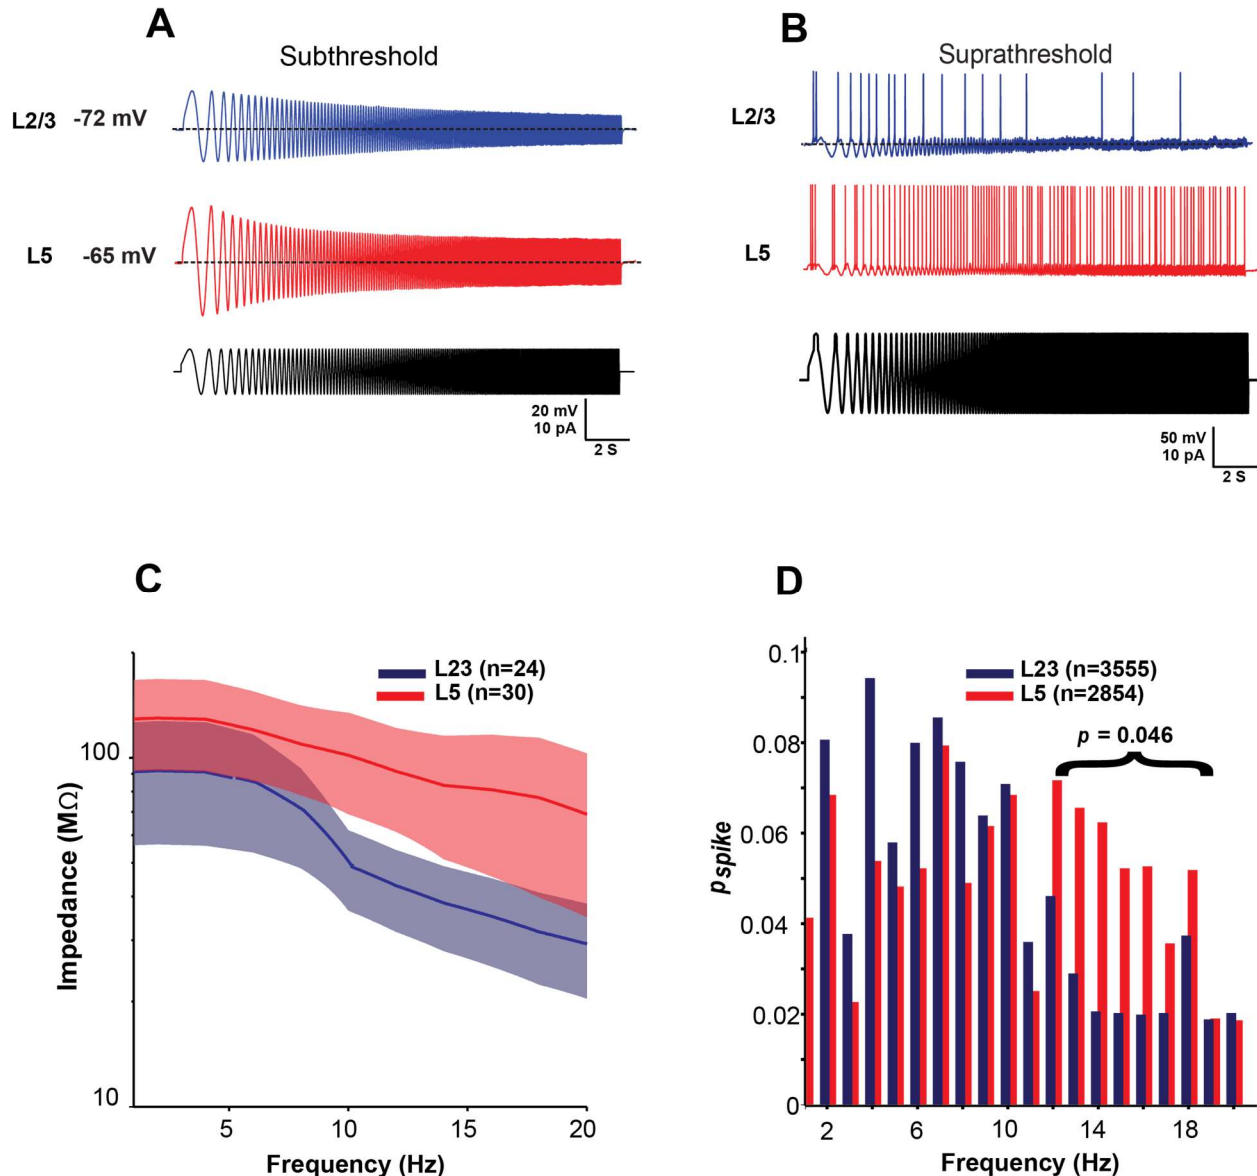 A
Subthreshold
L2/3 -72 mV
L5 -65 mV
20 mV
10 pA
2 S
B
Suprathreshold
L2/3
L5
50 mV
10 pA
2 S
C
L23 (n=24)
L5 (n=30)
100
10
Impedance (MΩ)
5 10 15 20
Frequency (Hz)
D
L23 (n=3555)
L5 (n=2854)
p = 0.046
0.1
0.08
0.06
0.04
0.02
0
pspike
2 6 10 14 18
Frequency (Hz)